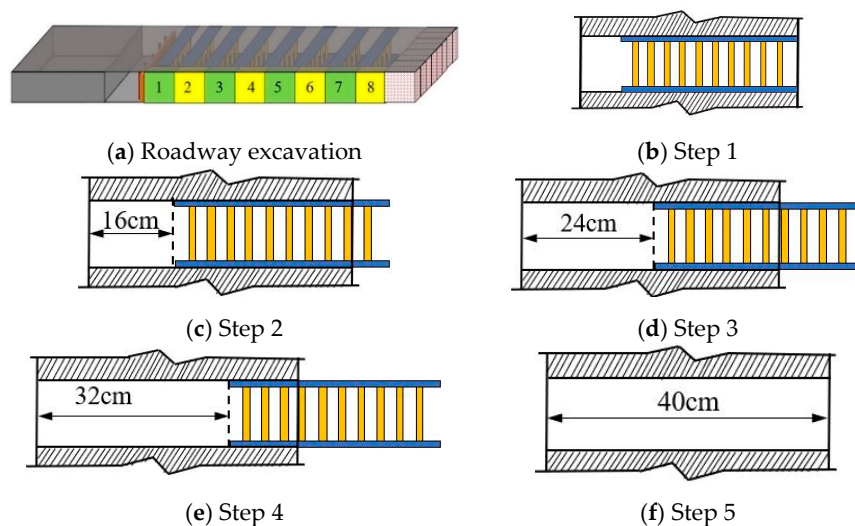 1 2 3 4 5 6 7 8
(a) Roadway excavation
(b) Step 1
16cm
24cm
(c) Step 2
(d) Step 3
32cm
40cm
(e) Step 4
(f) Step 5